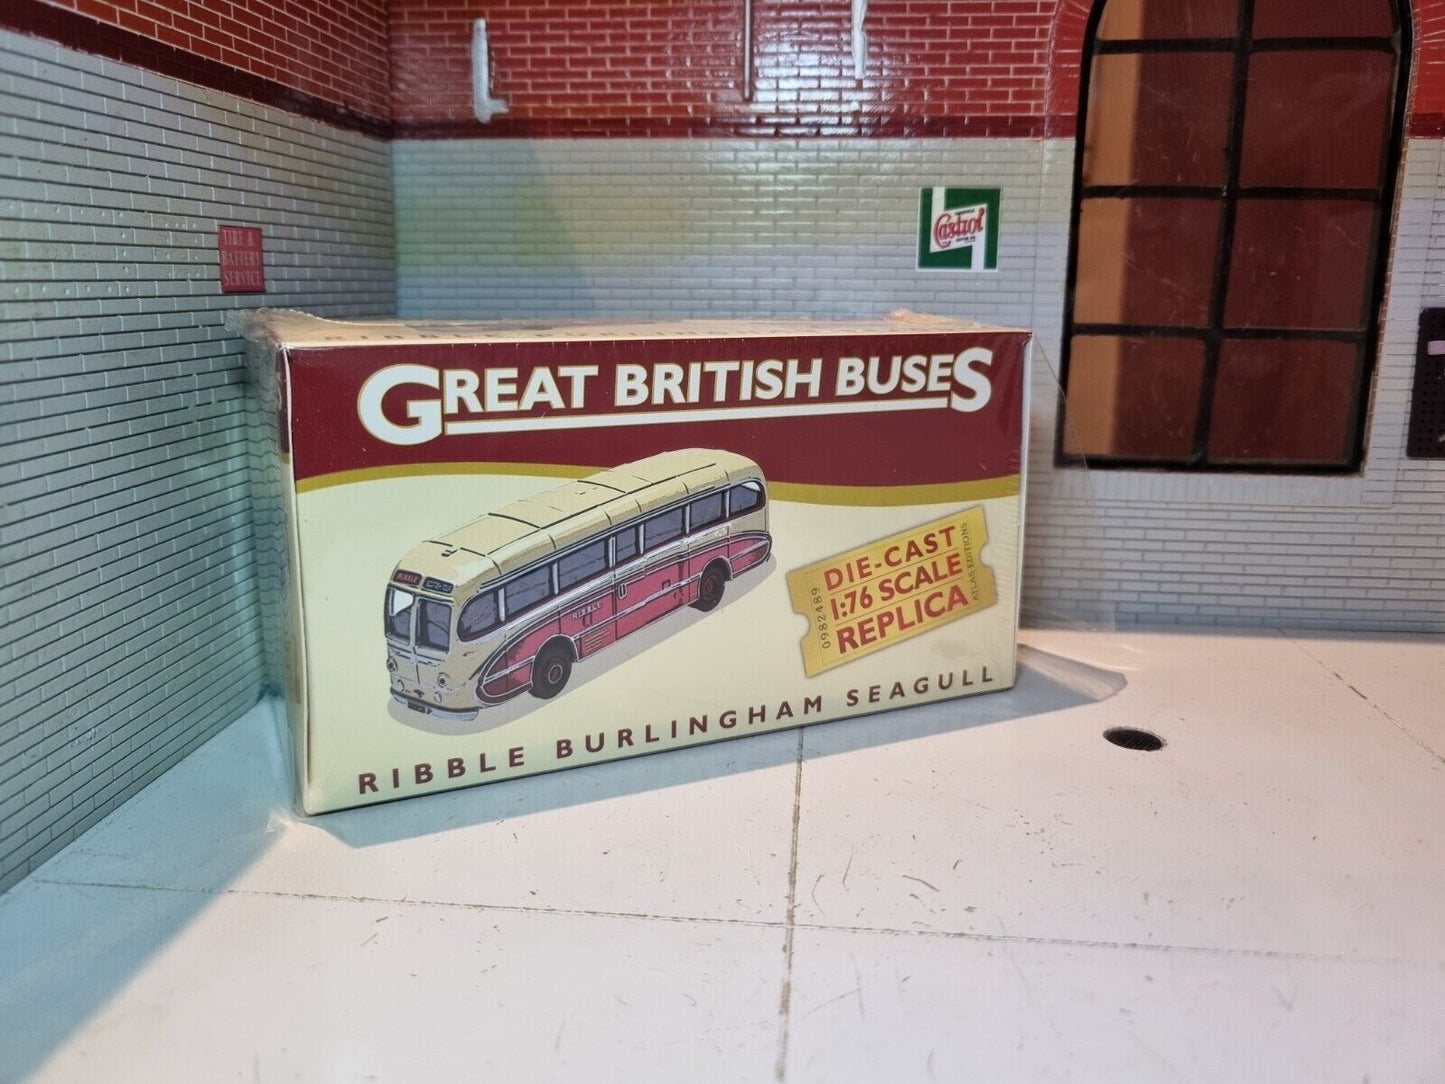 TIRE &
BATTERY
SERVICE
Castrol
GREAT BRITISH BUSES
RIBBLE
RIBBLE
DIE-CAST
1:76 SCALE
REPLICA
0982489
ATLAS EDITIONS
RIBBLE BURLINGHAM SEAGULL